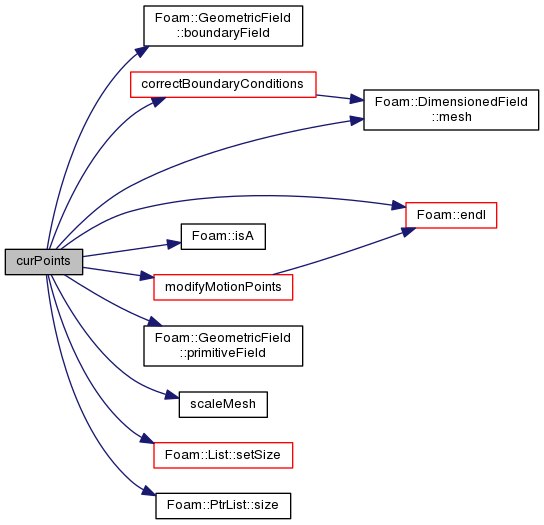 Foam::GeometricField
::boundaryField
correctBoundaryConditions
Foam::DimensionedField
::mesh
Foam::endl
Foam::isA
curPoints
modifyMotionPoints
Foam::GeometricField
::primitiveField
scaleMesh
Foam::List::setSize
Foam::PtrList::size